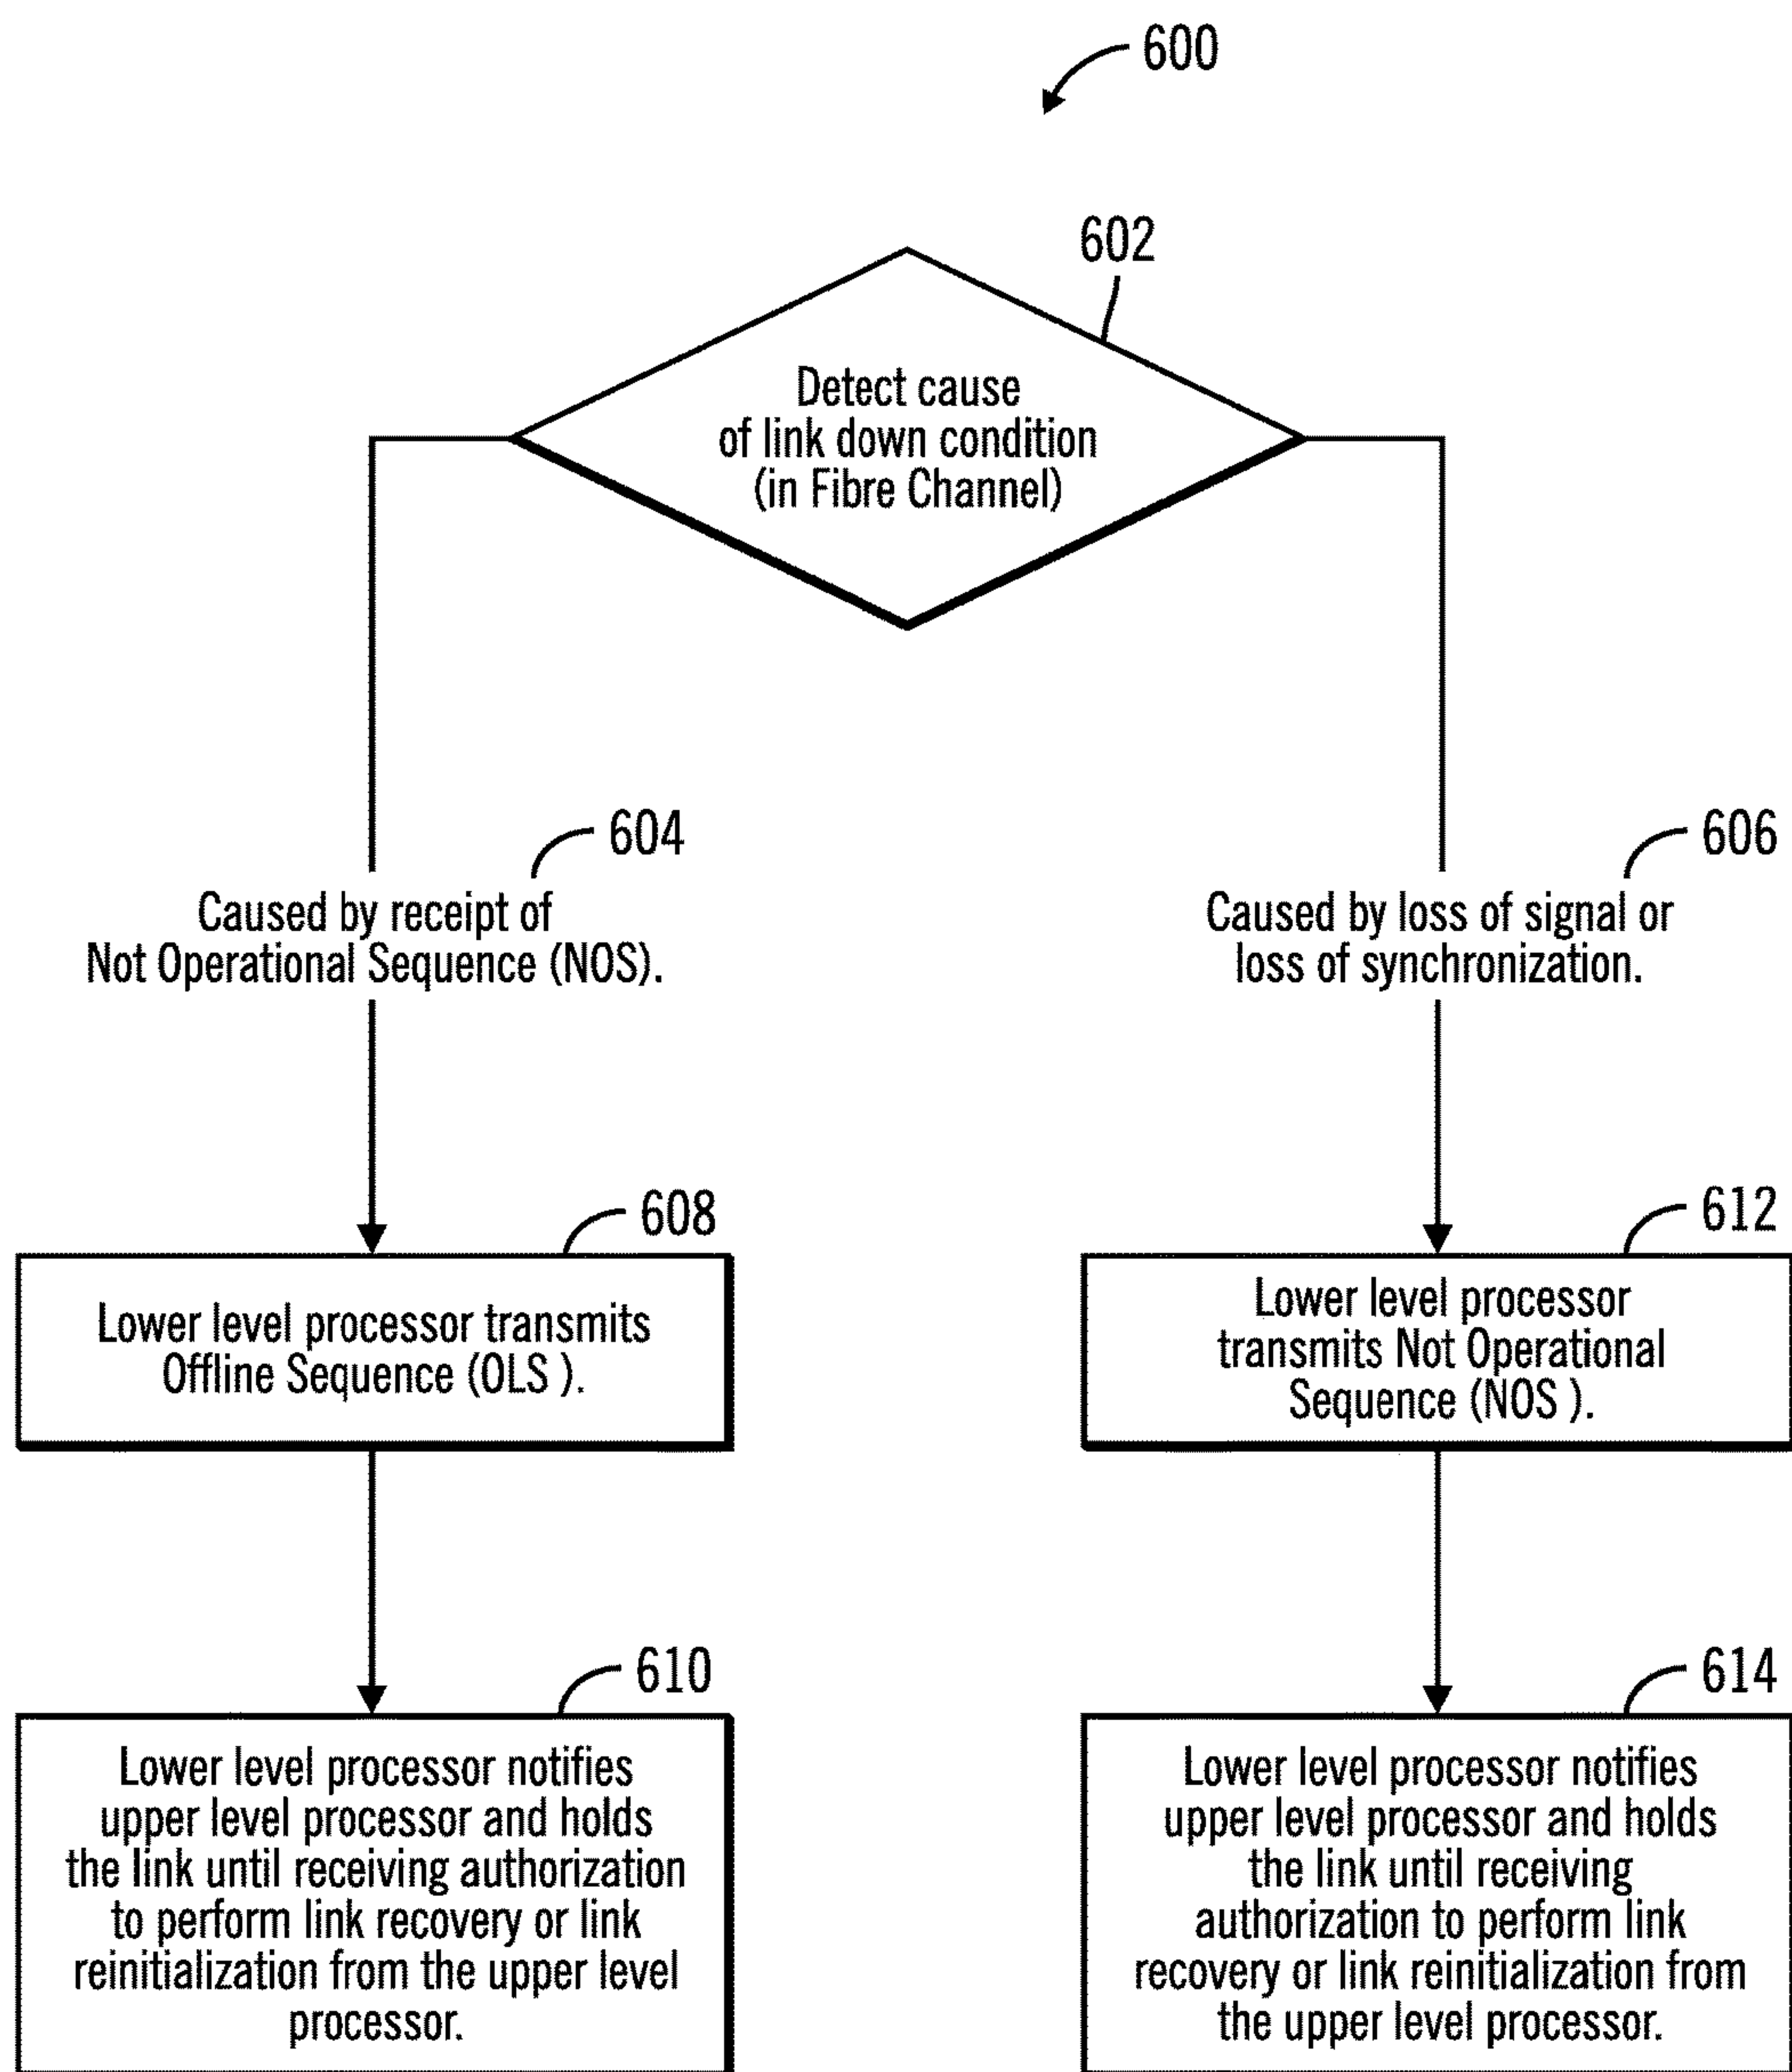 600
602
Detect cause
of link down condition
(in Fibre Channel)
604
Caused by receipt of
Not Operational Sequence (NOS).
606
Caused by loss of signal or
loss of synchronization.
608
Lower level processor transmits
Offline Sequence (OLS ).
612
Lower level processor
transmits Not Operational
Sequence (NOS ).
610
Lower level processor notifies
upper level processor and holds
the link until receiving authorization
to perform link recovery or link
reinitialization from the upper level
processor.
614
Lower level processor notifies
upper level processor and holds
the link until receiving
authorization to perform link
recovery or link reinitialization from
the upper level processor.